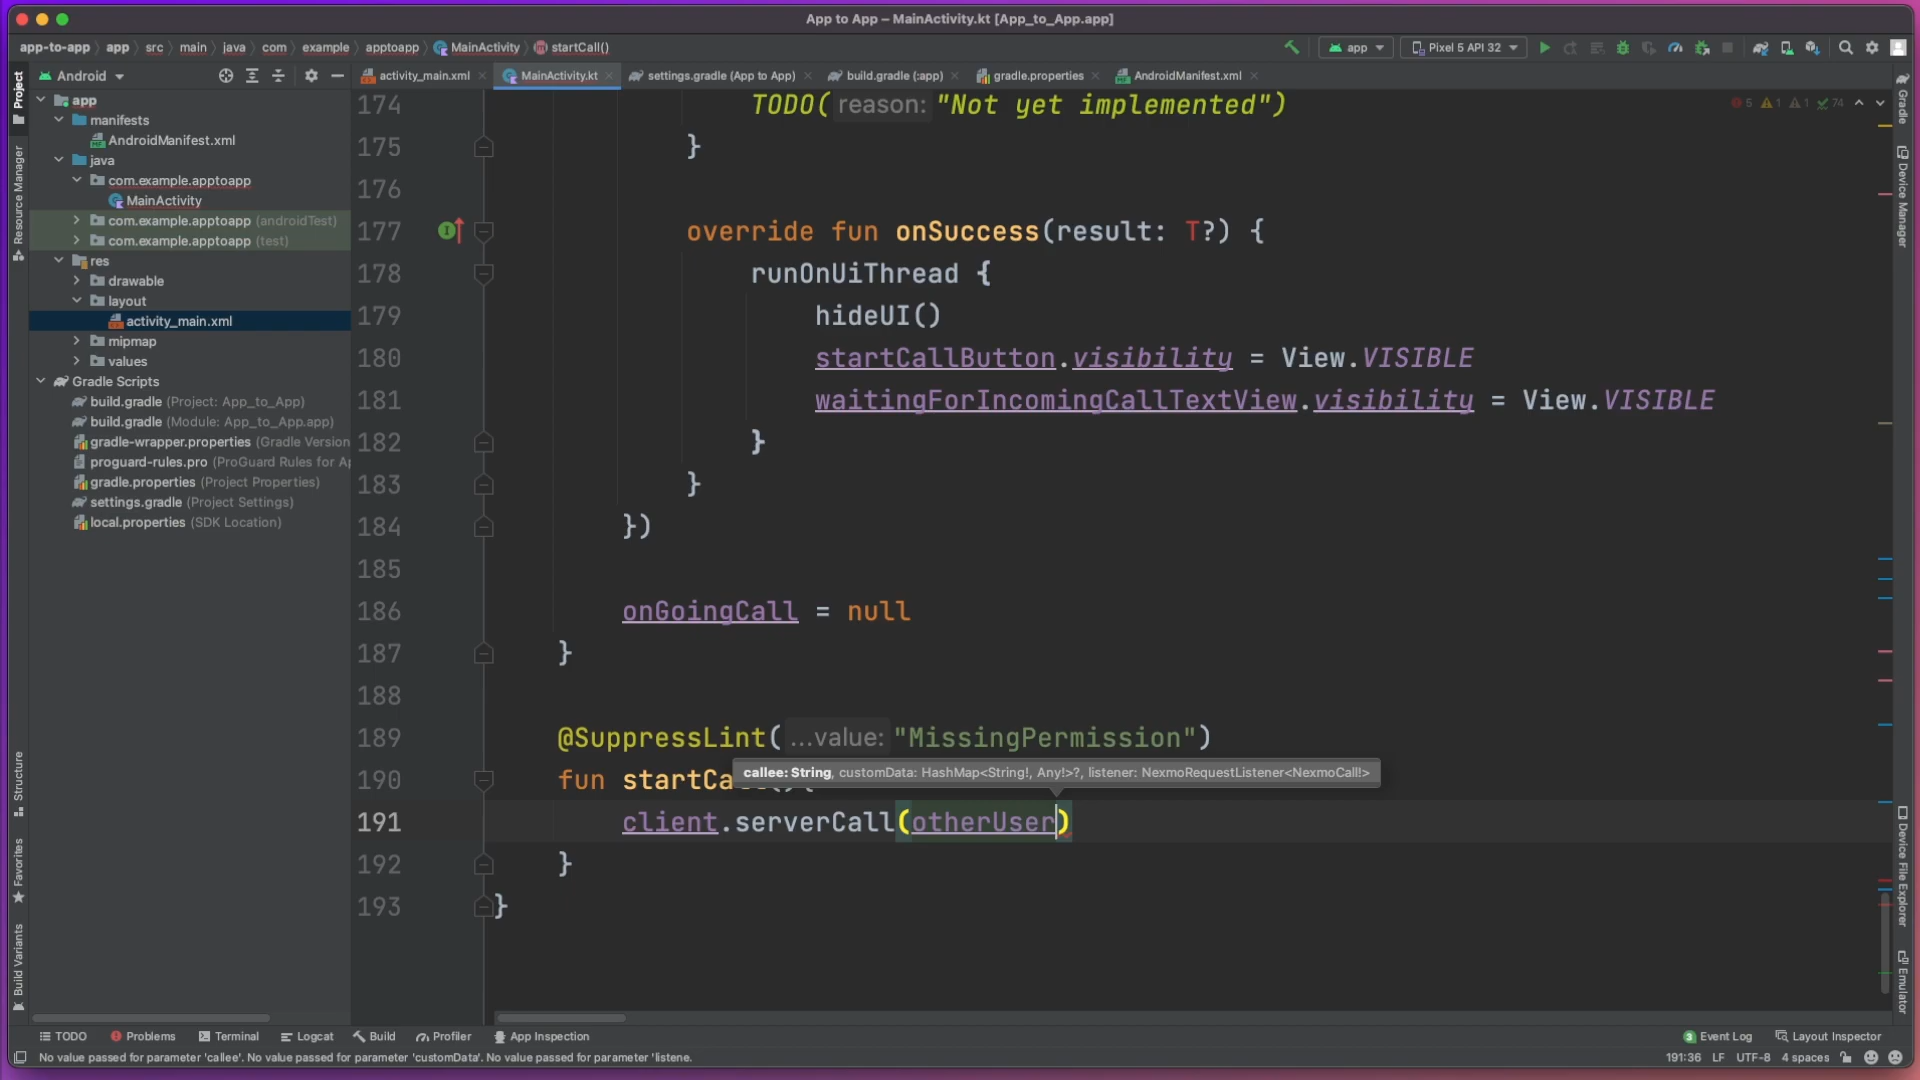 App to App – MainActivity.kt [App_to_App.app]
app-to-app app src main java com example apptoapp MainActivity startCall()
app Pixel 5 API 32
Android
activity_main.xml MainActivity.kt settings.gradle (App to App) build.gradle (:app) gradle.properties AndroidManifest.xml
Project
Resource Manager
Structure
Favorites
Build Variants
app
manifests
AndroidManifest.xml
java
com.example.apptoapp
MainActivity
com.example.apptoapp (androidTest)
com.example.apptoapp (test)
res
drawable
layout
activity_main.xml
mipmap
values
Gradle Scripts
build.gradle (Project: App_to_App)
build.gradle (Module: App_to_App.app)
gradle-wrapper.properties (Gradle Version
proguard-rules.pro (ProGuard Rules for Ap
gradle.properties (Project Properties)
settings.gradle (Project Settings)
local.properties (SDK Location)
5 1 1 74
174 TODO( reason: "Not yet implemented")
175 }
176
177 override fun onSuccess(result: T?) {
178 runOnUiThread {
179 hideUI()
180 startCallButton.visibility = View.VISIBLE
181 waitingForIncomingCallTextView.visibility = View.VISIBLE
182 }
183 }
184 })
185
186 onGoingCall = null
187 }
188
189 @SuppressLint( ...value: "MissingPermission")
callee: String, customData: HashMap<String!, Any!>?, listener: NexmoRequestListener<NexmoCall!>
190 fun startCa
191 client.serverCall(otherUser)
192 }
193 }
Gradle
Device Manager
Device File Explorer
Emulator
TODO Problems Terminal Logcat Build Profiler App Inspection 3 Event Log Layout Inspector
No value passed for parameter 'callee'. No value passed for parameter 'customData'. No value passed for parameter 'listene. 191:36 LF UTF-8 4 spaces